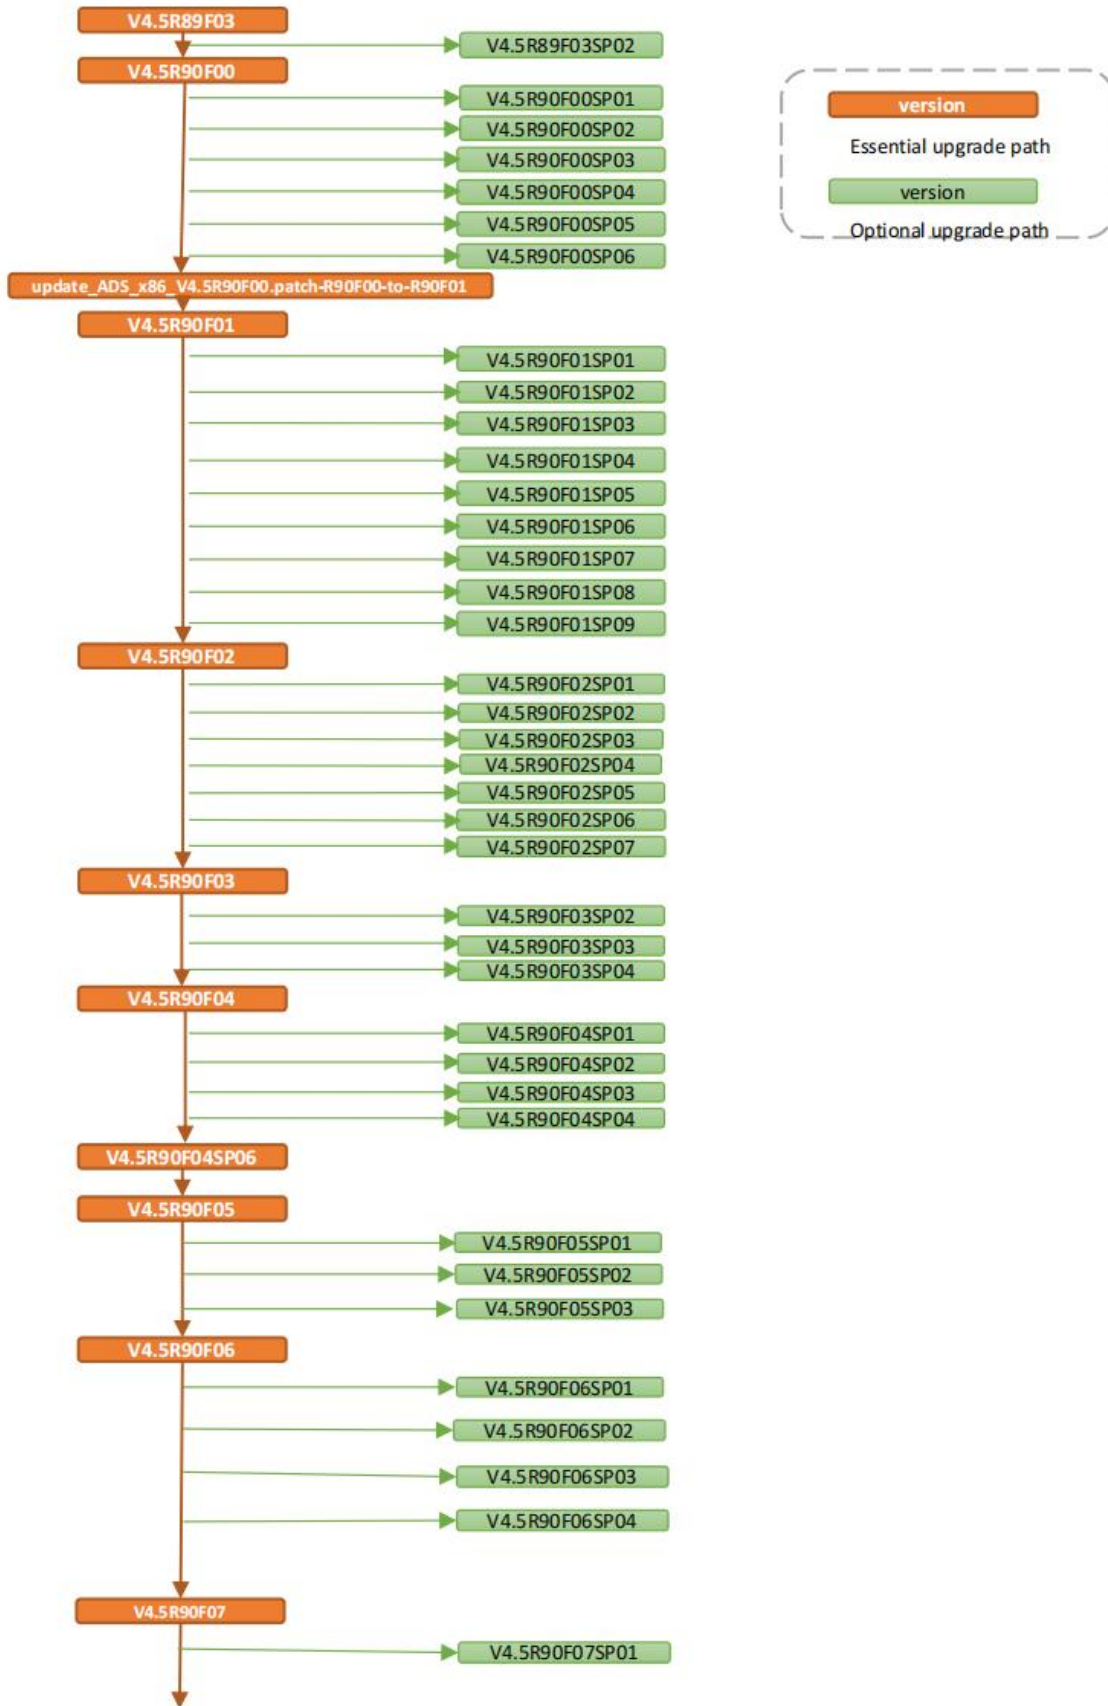 V4.5R89F03
V4.5R89F03SP02
V4.5R90F00
V4.5R90F00SP01
V4.5R90F00SP02
V4.5R90F00SP03
V4.5R90F00SP04
V4.5R90F00SP05
V4.5R90F00SP06
version
Essential upgrade path
version
Optional upgrade path
update_ADS_x86_V4.5R90F00.patch-R90F00-to-R90F01
V4.5R90F01
V4.5R90F01SP01
V4.5R90F01SP02
V4.5R90F01SP03
V4.5R90F01SP04
V4.5R90F01SP05
V4.5R90F01SP06
V4.5R90F01SP07
V4.5R90F01SP08
V4.5R90F01SP09
V4.5R90F02
V4.5R90F02SP01
V4.5R90F02SP02
V4.5R90F02SP03
V4.5R90F02SP04
V4.5R90F02SP05
V4.5R90F02SP06
V4.5R90F02SP07
V4.5R90F03
V4.5R90F03SP02
V4.5R90F03SP03
V4.5R90F03SP04
V4.5R90F04
V4.5R90F04SP01
V4.5R90F04SP02
V4.5R90F04SP03
V4.5R90F04SP04
V4.5R90F04SP06
V4.5R90F05
V4.5R90F05SP01
V4.5R90F05SP02
V4.5R90F05SP03
V4.5R90F06
V4.5R90F06SP01
V4.5R90F06SP02
V4.5R90F06SP03
V4.5R90F06SP04
V4.5R90F07
V4.5R90F07SP01